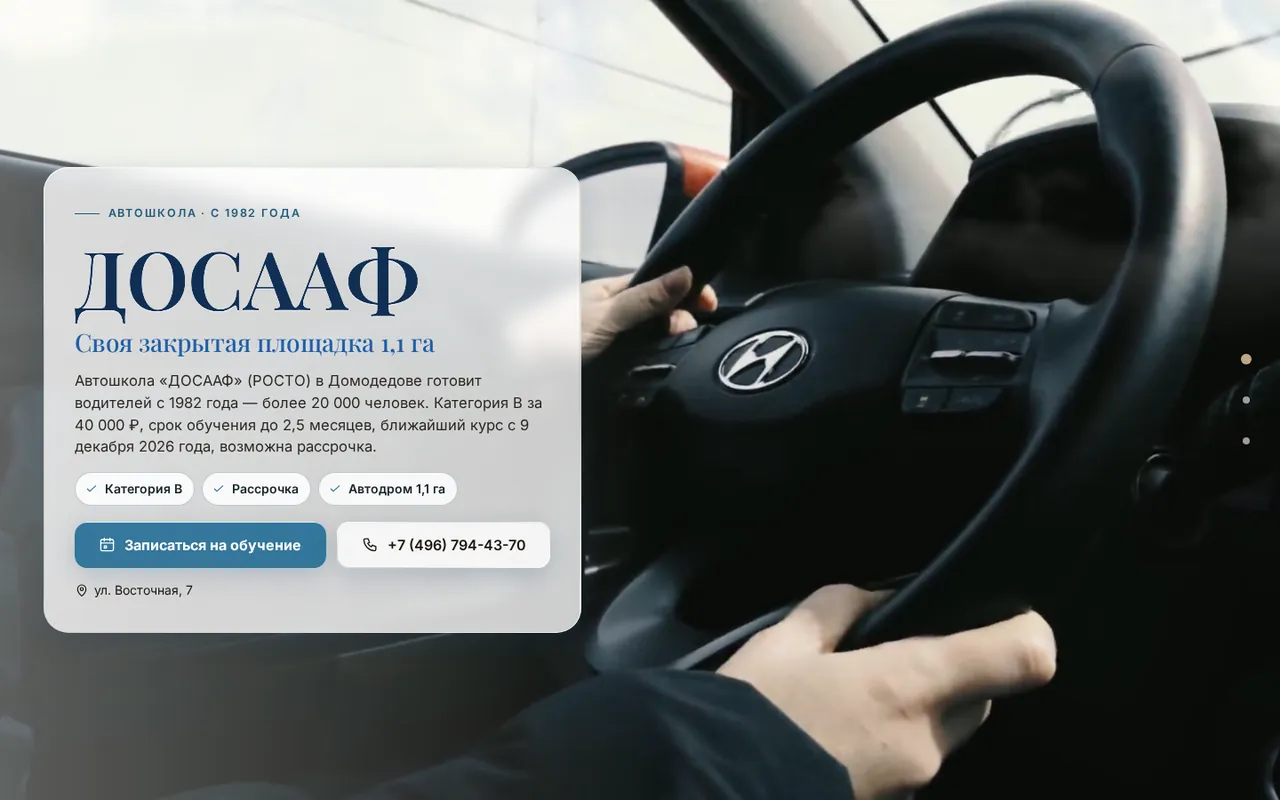 АВТОШКОЛА · С 1982 ГОДА
ДОСААФ
Своя закрытая площадка 1,1 га
Автошкола «ДОСААФ» (РОСТО) в Домодедове готовит
водителей с 1982 года — более 20 000 человек. Категория B за
40 000 ₽, срок обучения до 2,5 месяцев, ближайший курс с 9
декабря 2026 года, возможна рассрочка.
Категория B
Рассрочка
Автодром 1,1 га
Записаться на обучение
+7 (496) 794-43-70
ул. Восточная, 7